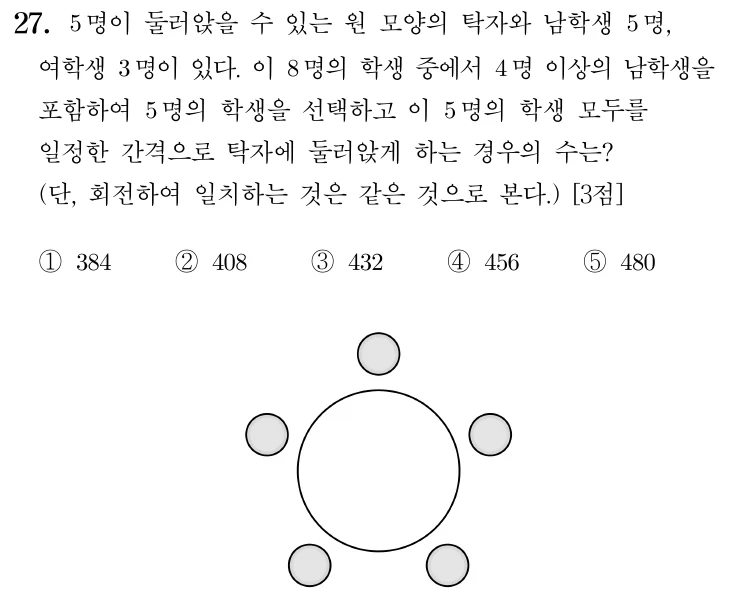 27. 5명이 둘러앉을 수 있는 원 모양의 탁자와 남학생 5명,
여학생 3명이 있다. 이 8명의 학생 중에서 4명 이상의 남학생을
포함하여 5명의 학생을 선택하고 이 5명의 학생 모두를
일정한 간격으로 탁자에 둘러앉게 하는 경우의 수는?
(단, 회전하여 일치하는 것은 같은 것으로 본다.) [3점]
① 384 ② 408 ③ 432 ④ 456 ⑤ 480